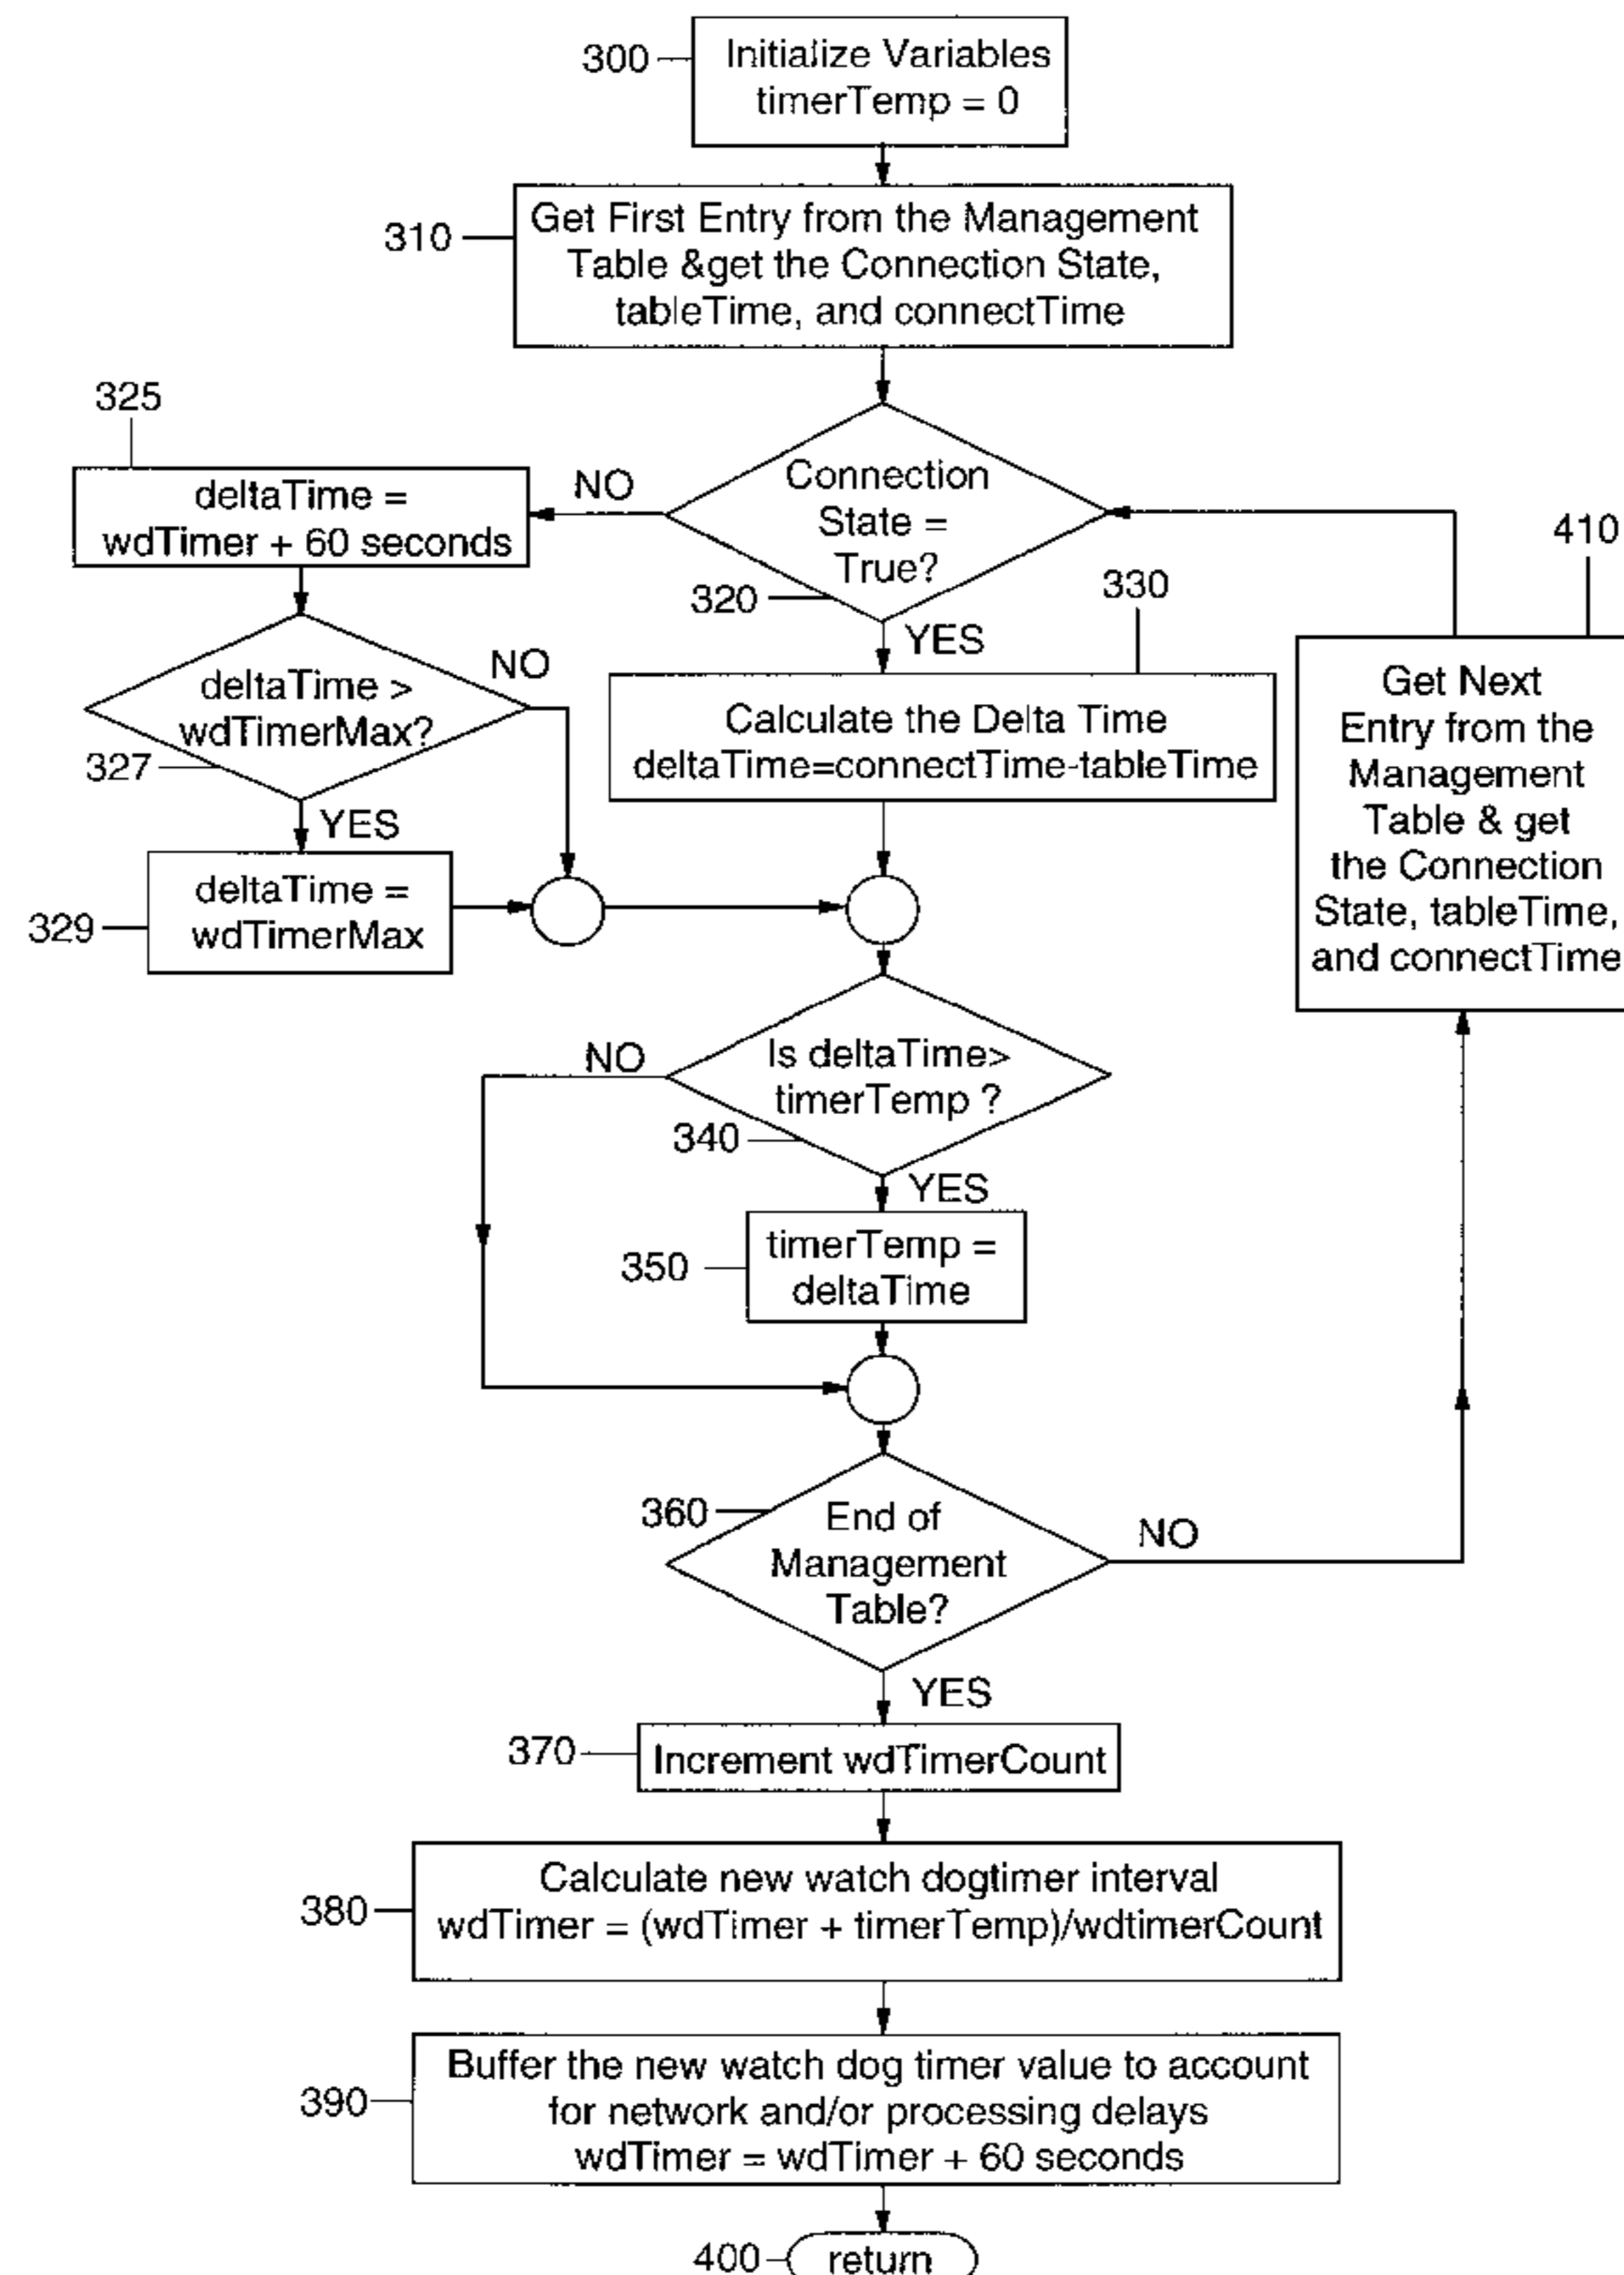 300
Initialize Variables
timerTemp = 0
310
Get First Entry from the Management
Table &get the Connection State,
tableTime, and connectTime
325
deltaTime =
wdTimer + 60 seconds
NO
Connection
State =
True?
320
YES
330
410
deltaTime >
wdTimerMax?
327
NO
YES
Calculate the Delta Time
deltaTime=connectTime-tableTime
Get Next
Entry from the
Management
Table & get
the Connection
State, tableTime,
and connectTime
329
deltaTime =
wdTimerMax
NO
Is deltaTime>
timerTemp ?
340
YES
350
timerTemp =
deltaTime
360
End of
Management
Table?
NO
YES
370
Increment wdTimerCount
380
Calculate new watch dogtimer interval
wdTimer = (wdTimer + timerTemp)/wdtimerCount
390
Buffer the new watch dog timer value to account
for network and/or processing delays
wdTimer = wdTimer + 60 seconds
400
return